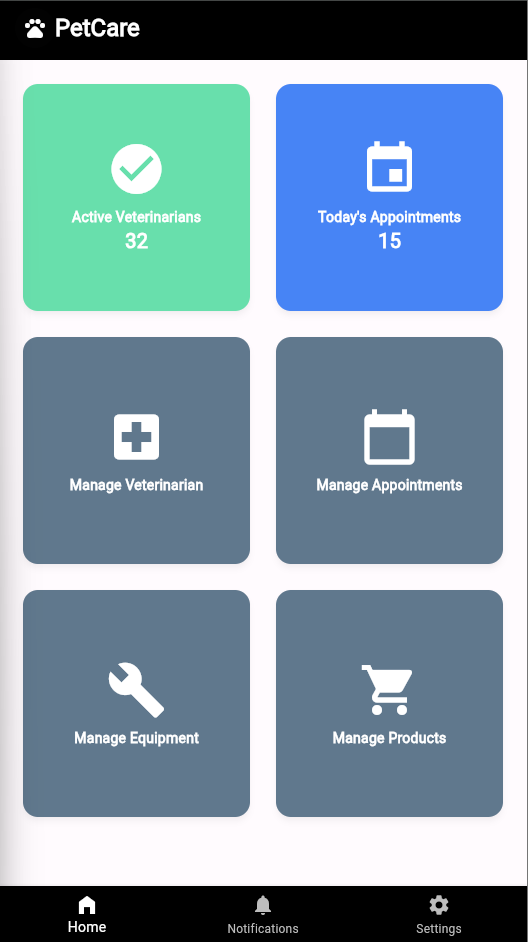 PetCare
Active Veterinarians
32
Today's Appointments
15
Manage Veterinarian
Manage Appointments
Manage Equipment
Manage Products
Home
Notifications
Settings